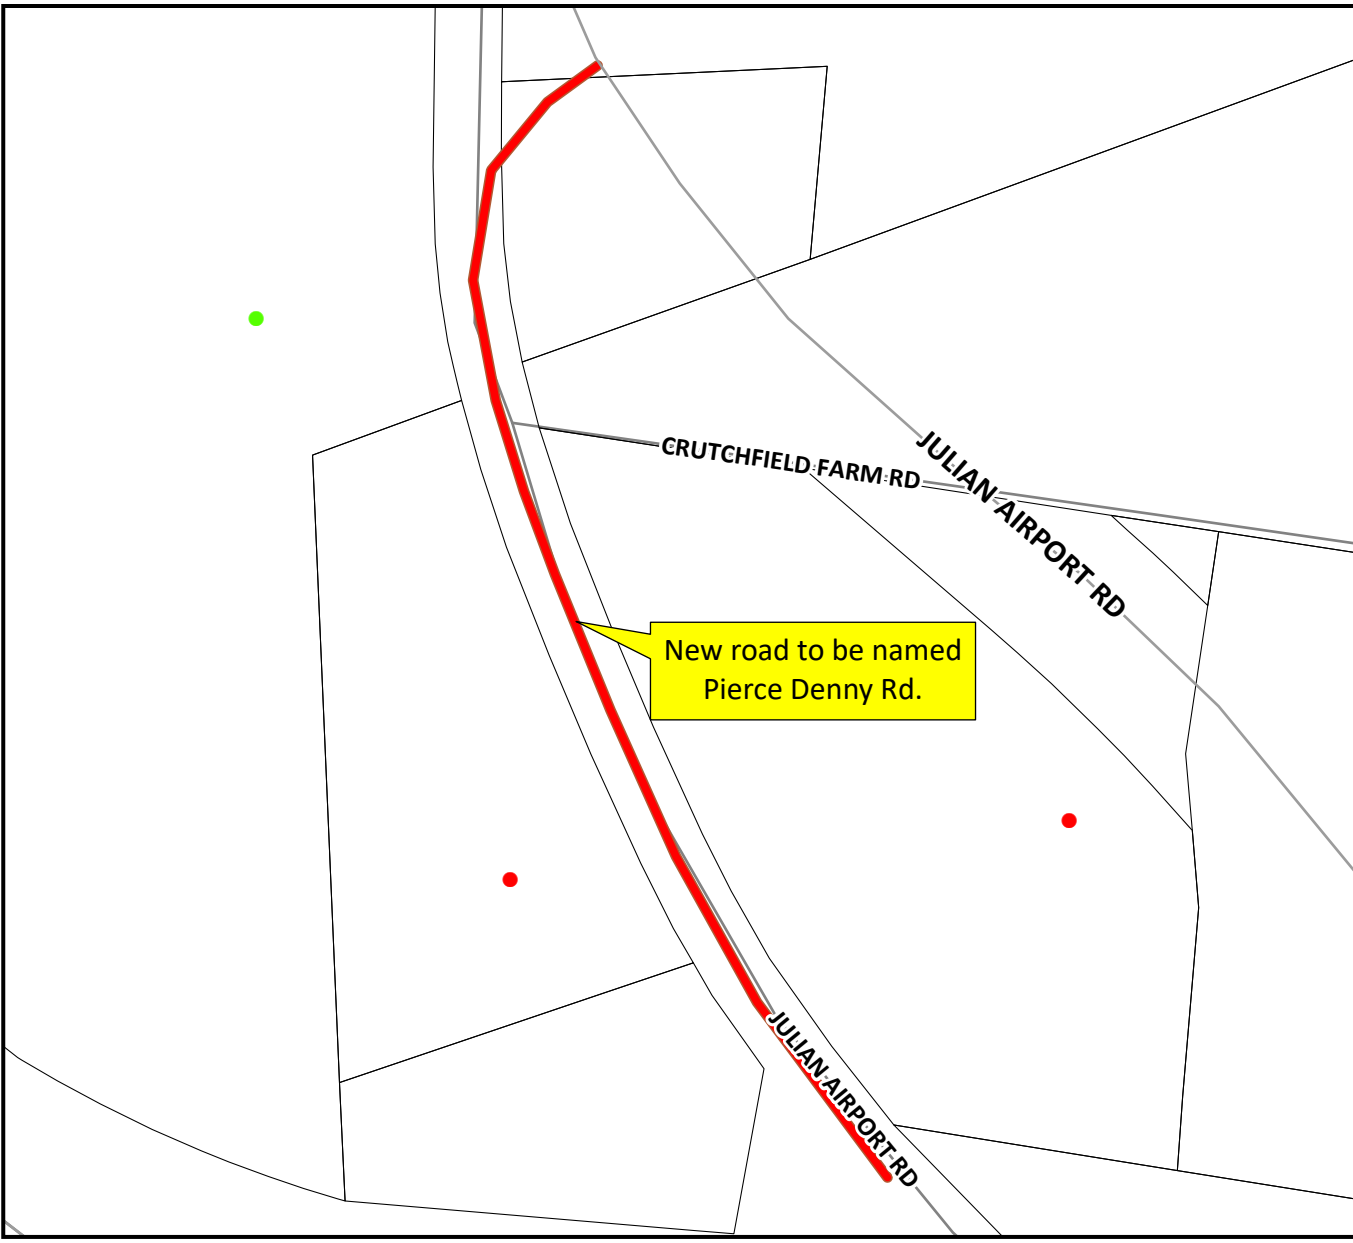 CRUTCHFIELD FARM RD
JULIAN AIRPORT RD
New road to be named
Pierce Denny Rd.
JULIAN AIRPORT RD